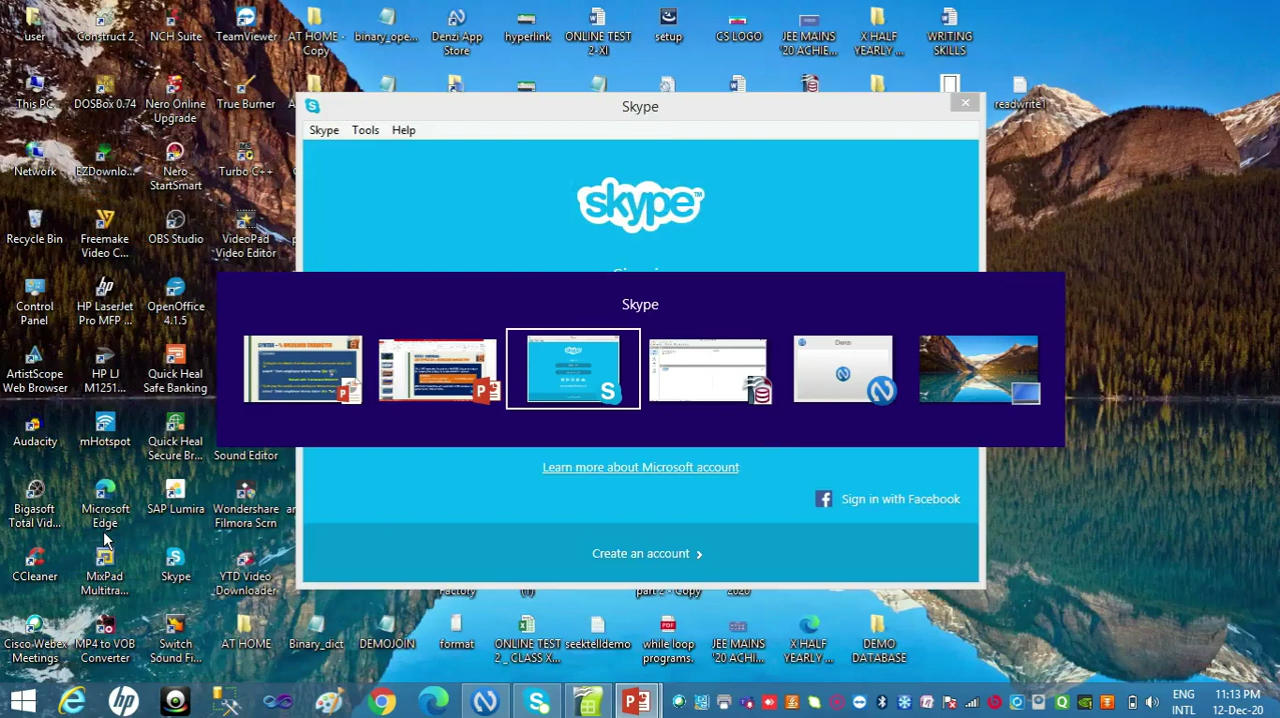 user
Construct 2
NCH Suite
TeamViewer
AT HOME -
Copy
binary_ope...
Denzi App
Store
hyperlink
ONLINE TEST
2-XI
setup
CS LOGO
JEE MAINS
'20 ACHIE...
X HALF
YEARLY ...
WRITING
SKILLS
This PC
DOSBox 0.74
Nero Online
Upgrade
True Burner
readwrite1
Skype
Skype Tools Help
skype™
Network
EZDownlo...
Nero
StartSmart
Turbo C++
Recycle Bin
Freemake
Video C...
OBS Studio
VideoPad
Video Editor
Skype
Control
Panel
HP LaserJet
Pro MFP ...
OpenOffice
4.1.5
ArtistScope
Web Browser
HP LJ
M1251...
Quick Heal
Safe Banking
Audacity
mHotspot
Quick Heal
Secure Br...
Sound Editor
Learn more about Microsoft account
Sign in with Facebook
Create an account
Bigasoft
Total Vid...
Microsoft
Edge
SAP Lumira
Wondershare
Filmora Scrn
CCleaner
MixPad
Multitra...
Skype
YTD Video
Downloader
Factory
part 2 - Copy
2020
Cisco Webex
Meetings
MP4 to VOB
Converter
Switch
Sound Fi...
AT HOME
Binary_dict
DEMOJOIN
format
ONLINE TEST
2 _ CLASS X...
seektelldemo
while loop
programs.
JEE MAINS
'20 ACHI...
X HALF
YEARLY ...
DEMO
DATABASE
ENG
INTL
11:13 PM
12-Dec-20